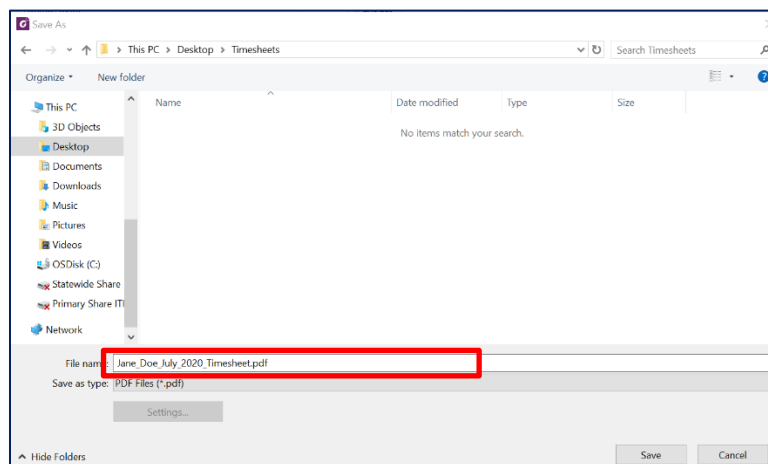 Save As
This PC > Desktop > Timesheets
Search Timesheets
Organize
New folder
Name
Date modified
Type
Size
No items match your search.
This PC
3D Objects
Desktop
Documents
Downloads
Music
Pictures
Videos
OSDisk (C:)
Statewide Share
Primary Share ITI
Network
File name: Jane_Doe_July_2020_Timesheet.pdf
Save as type: PDF Files (*.pdf)
Settings...
Hide Folders
Save
Cancel